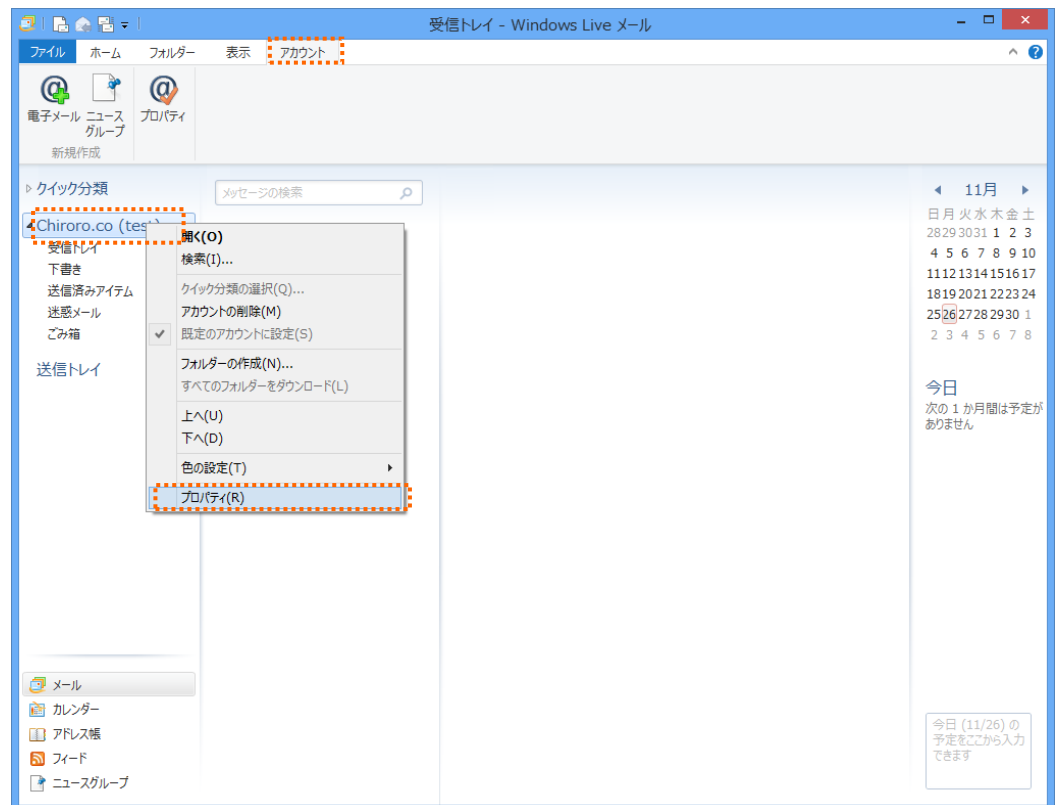 受信トレイ - Windows Live メール
ファイル ホーム フォルダー 表示 アカウント
電子メール ニュースグループ プロパティ
新規作成
クイック分類
メッセージの検索
Chiroro.co (test)
受信トレイ
下書き
送信済みアイテム
迷惑メール
ごみ箱
送信トレイ
開く(O)
検索(I)...
クイック分類の選択(Q)...
アカウントの削除(M)
既定のアカウントに設定(S)
フォルダーの作成(N)...
すべてのフォルダーをダウンロード(L)
上へ(U)
下へ(D)
色の設定(T)
プロパティ(R)
11月
日 月 火 水 木 金 土
28 29 30 31 1 2 3
4 5 6 7 8 9 10
11 12 13 14 15 16 17
18 19 20 21 22 23 24
25 26 27 28 29 30 1
2 3 4 5 6 7 8
今日
次の 1 か月間は予定が
ありません
メール
カレンダー
アドレス帳
フィード
ニュースグループ
今日 (11/26) の
予定をここから入力
できます